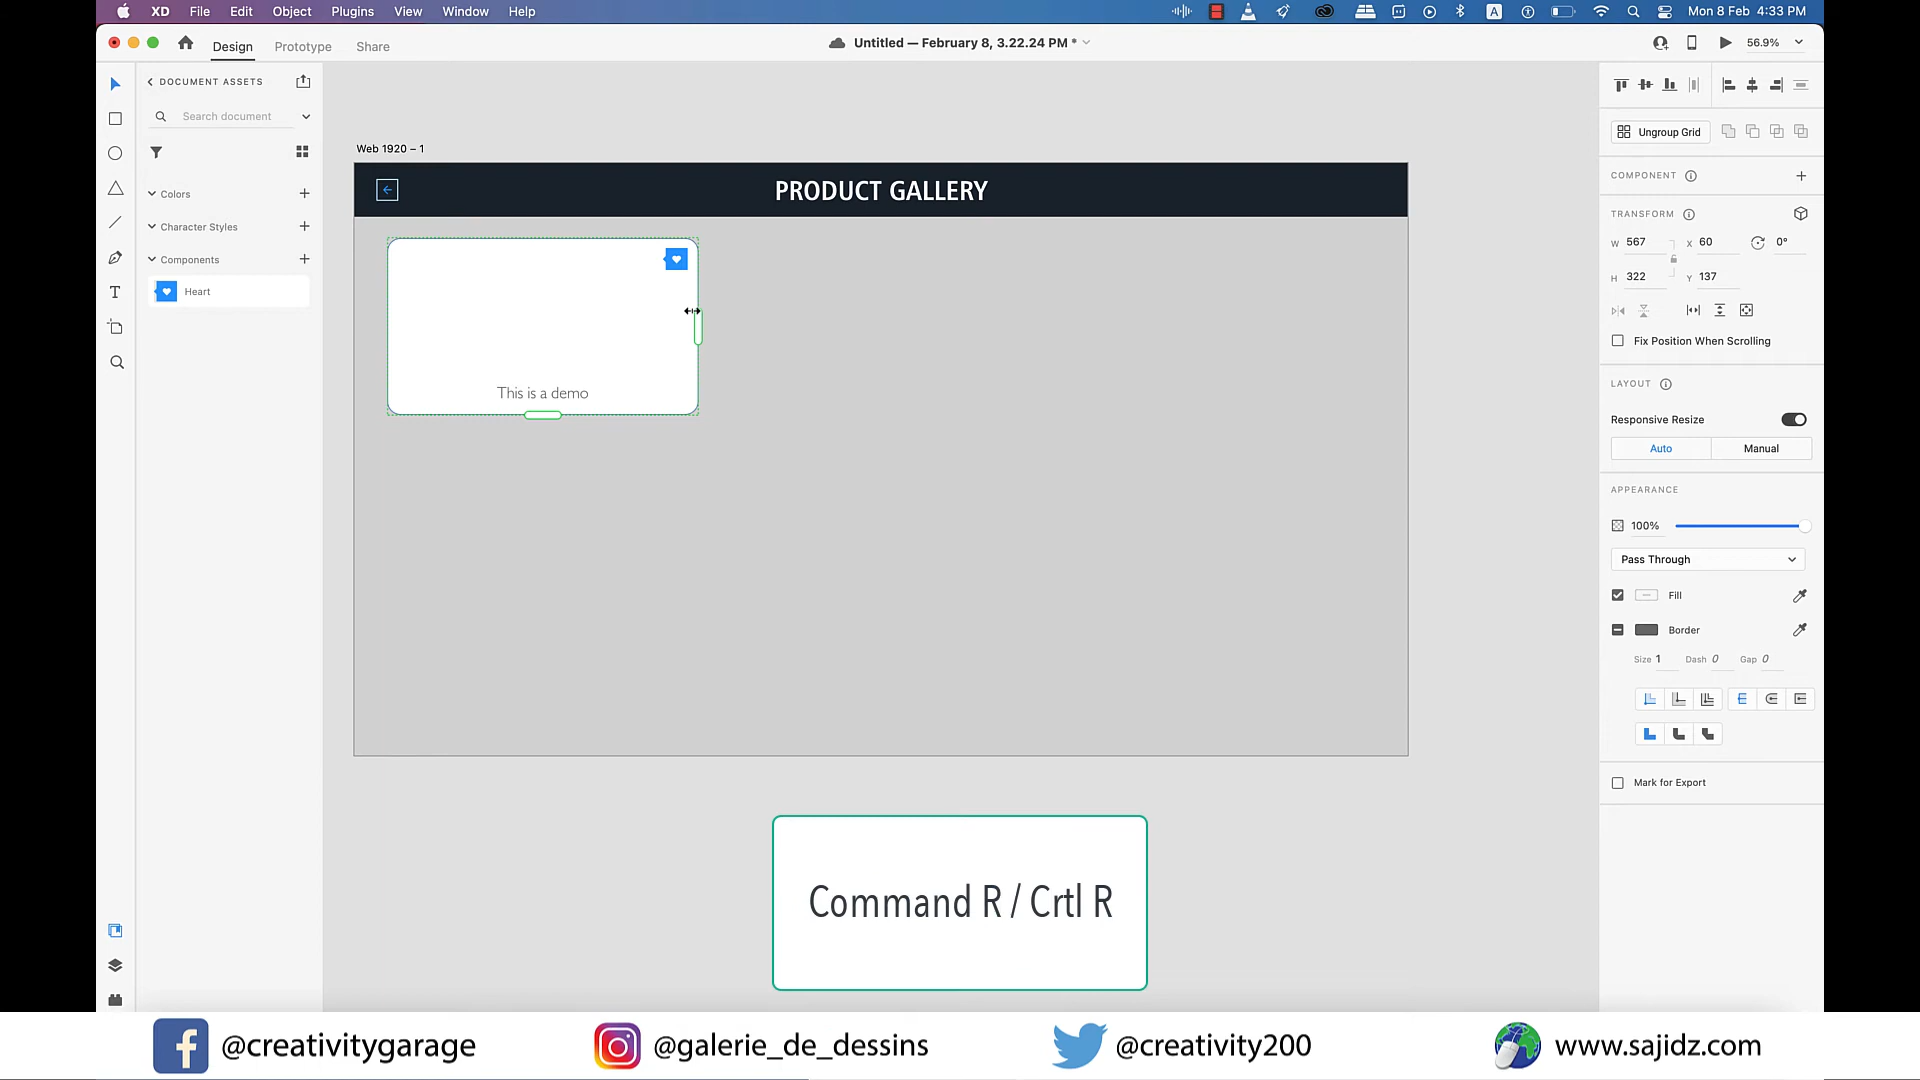 XD File Edit Object Plugins View Window Help
A
Mon 8 Feb 4:33 PM
Design Prototype Share
Untitled — February 8, 3.22.24 PM *
56.9%
DOCUMENT ASSETS
Search document
Colors
Character Styles
Components
Heart
T
Web 1920 – 1
PRODUCT GALLERY
This is a demo
Ungroup Grid
COMPONENT
TRANSFORM
W 567 X 60 0°
H 322 Y 137
Fix Position When Scrolling
LAYOUT
Responsive Resize
Auto Manual
APPEARANCE
100%
Pass Through
Fill
Border
Size 1 Dash 0 Gap 0
Mark for Export
Command R / Crtl R
@creativitygarage
@galerie_de_dessins
@creativity200
www.sajidz.com